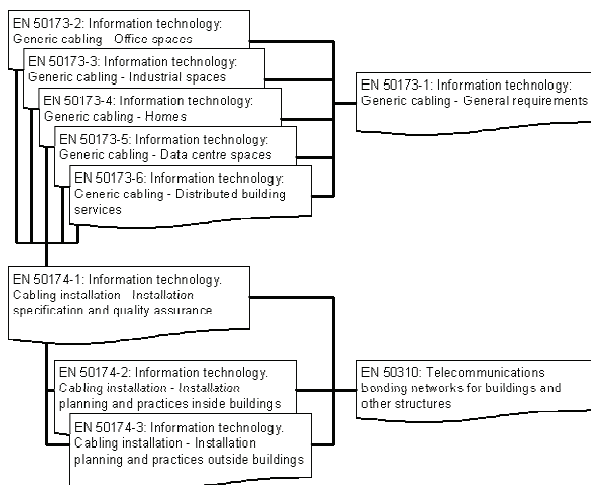 EN 50173-2: Information technology:
Generic cabling - Office spaces
EN 50173-3: Information technology:
Generic cabling - Industrial spaces
EN 50173-4: Information technology:
Generic cabling - Homes
EN 50173-5: Information technology:
Generic cabling - Data centre spaces
EN 50173-6: Information technology:
Generic cabling - Distributed building
services
EN 50173-1: Information technology:
Generic cabling - General requirements
EN 50174-1: Information technology.
Cabling installation - Installation
specification and quality assurance
EN 50174-2: Information technology.
Cabling installation - Installation
planning and practices inside buildings
EN 50174-3: Information technology.
Cabling installation - Installation
planning and practices outside buildings
EN 50310: Telecommunications
bonding networks for buildings and
other structures